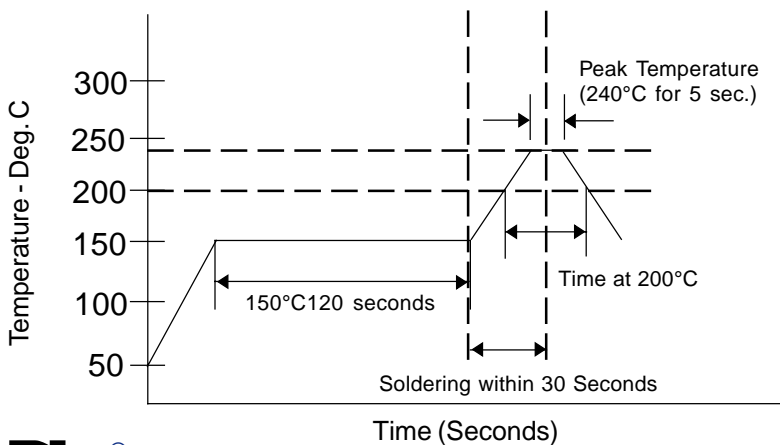 Temperature - Deg. C
300
250
200
150
100
50
Peak Temperature
(240°C for 5 sec.)
150°C120 seconds
Time at 200°C
Soldering within 30 Seconds
Time (Seconds)
®